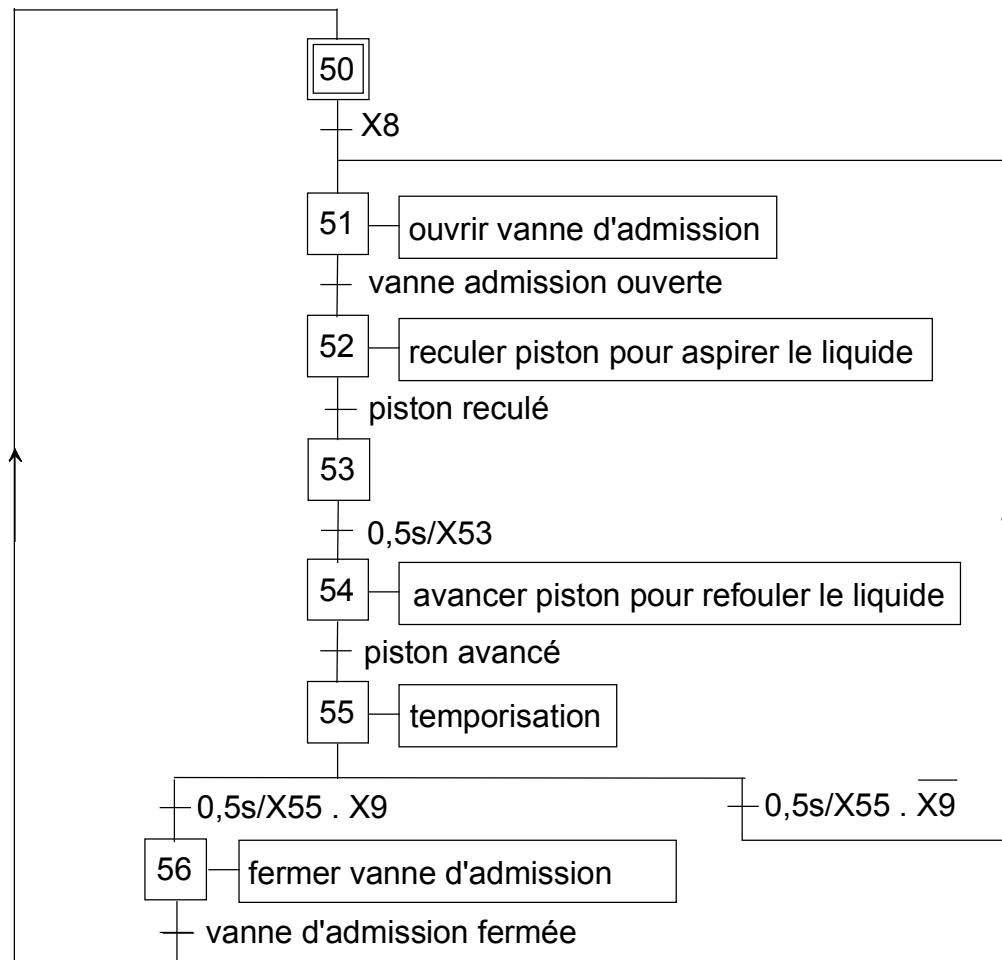 50
X8
51 ouvrir vanne d'admission
vanne admission ouverte
52 reculer piston pour aspirer le liquide
piston reculé
53
0,5s/X53
54 avancer piston pour refouler le liquide
piston avancé
55 temporisation
0,5s/X55 . X9 0,5s/X55 . X̅9̅
56 fermer vanne d'admission
vanne d'admission fermée